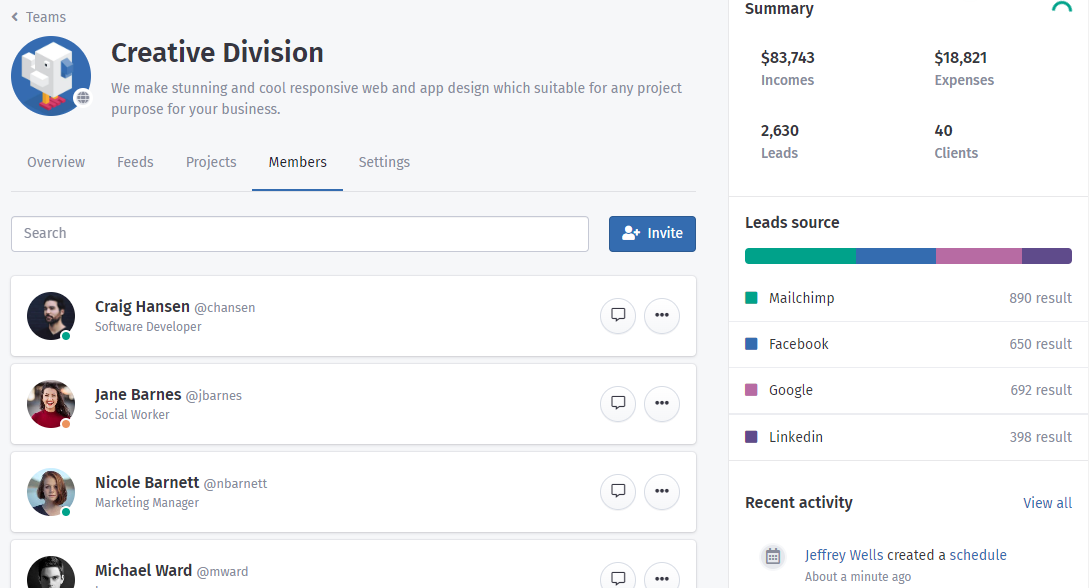 Teams
Creative Division
We make stunning and cool responsive web and app design which suitable for any project
purpose for your business.
Overview Feeds Projects Members Settings
Search
Invite
Craig Hansen @chansen
Software Developer
Jane Barnes @jbarnes
Social Worker
Nicole Barnett @nbarnett
Marketing Manager
Michael Ward @mward
Summary
$83,743 $18,821
Incomes Expenses
2,630 40
Leads Clients
Leads source
Mailchimp 890 result
Facebook 650 result
Google 692 result
Linkedin 398 result
Recent activity View all
Jeffrey Wells created a schedule
About a minute ago